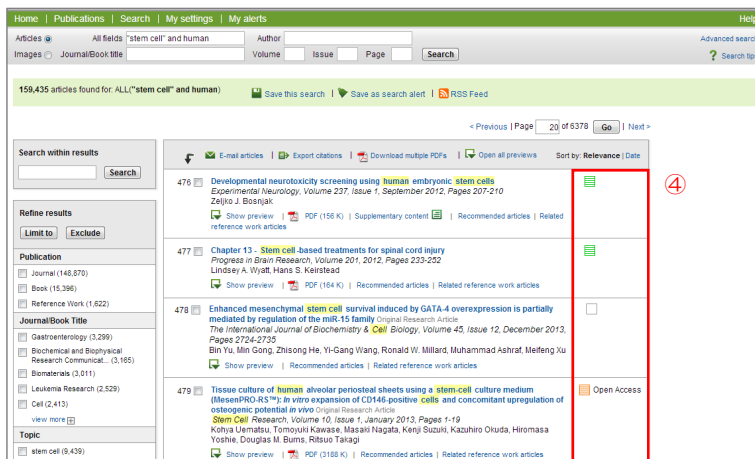 Home | Publications | Search | My settings | My alerts Help
Articles All fields "stem cell" and human Author Advanced search
Images Journal/Book title Volume Issue Page Search Search tip
159,435 articles found for: ALL("stem cell" and human) Save this search | Save as search alert | RSS Feed
< Previous | Page 20 of 6378 Go | Next >
Search within results
Search
Refine results
Limit to Exclude
Publication
Journal (148,870)
Book (15,396)
Reference Work (1,622)
Journal/Book Title
Gastroenterology (3,299)
Biochemical and Biophysical
Research Communicat... (3,165)
Biomaterials (3,011)
Leukemia Research (2,529)
Cell (2,413)
view more
Topic
stem cell (9,439)
E-mail articles | Export citations | Download multiple PDFs | Open all previews Sort by: Relevance | Date
④
476 Developmental neurotoxicity screening using human embryonic stem cells
Experimental Neurology, Volume 237, Issue 1, September 2012, Pages 207-210
Zeljko J. Bosnjak
Show preview | PDF (156 K) | Supplementary content | Recommended articles | Related
reference work articles
477 Chapter 13 - Stem cell-based treatments for spinal cord injury
Progress in Brain Research, Volume 201, 2012, Pages 233-252
Lindsey A. Wyatt, Hans S. Keirstead
Show preview | PDF (164 K) | Recommended articles | Related reference work articles
478 Enhanced mesenchymal stem cell survival induced by GATA-4 overexpression is partially
mediated by regulation of the miR-15 family Original Research Article
The International Journal of Biochemistry & Cell Biology, Volume 45, Issue 12, December 2013,
Pages 2724-2735
Bin Yu, Min Gong, Zhisong He, Yi-Gang Wang, Ronald W. Millard, Muhammad Ashraf, Meifeng Xu
Show preview | Recommended articles | Related reference work articles
479 Tissue culture of human alveolar periosteal sheets using a stem-cell culture medium Open Access
(MesenPRO-RS™): In vitro expansion of CD146-positive cells and concomitant upregulation of
osteogenic potential in vivo Original Research Article
Stem Cell Research, Volume 10, Issue 1, January 2013, Pages 1-19
Kohya Uematsu, Tomoyuki Kawase, Masaki Nagata, Kenji Suzuki, Kazuhiro Okuda, Hiromasa
Yoshie, Douglas M. Burns, Ritsuo Takagi
Show preview | PDF (3188 K) | Recommended articles | Related reference work articles